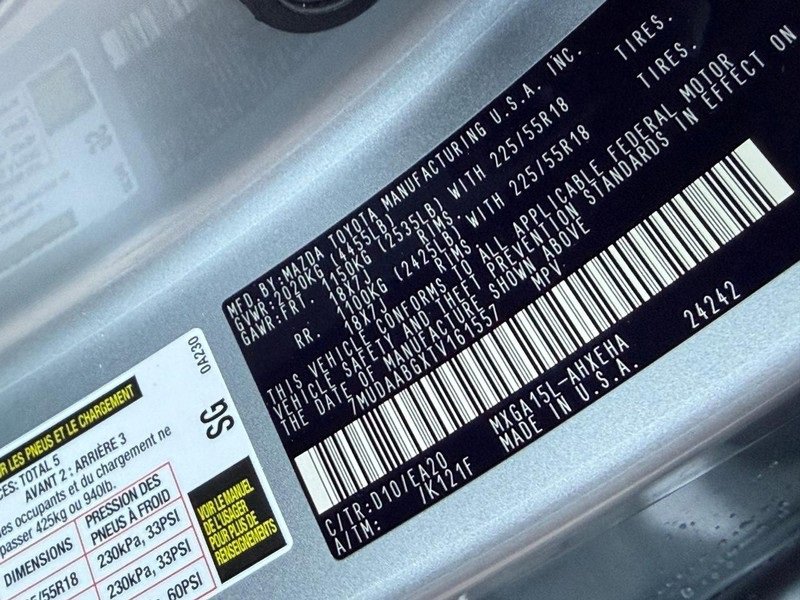 MFD.BY:MAZDA TOYOTA MANUFACTURING U.S.A. INC.
GVWR:2020KG (4455LB)
GAWR:FRT. 1150KG (2535LB) WITH 225/55R18 TIRES.
18X7J RIMS
RR. 1100KG (2425LB) WITH 225/55R18 TIRES.
18X7J RIMS
THIS VEHICLE CONFORMS TO ALL APPLICABLE FEDERAL MOTOR
VEHICLE SAFETY AND THEFT PREVENTION STANDARDS IN EFFECT ON
THE DATE OF MANUFACTURE SHOWN ABOVE
7MUDAABGXTV161557 MPV
C/TR:D10/EA20 MXGA15L-AHXEHA 24242
A/TM: /K121F MADE IN U.S.A.
0A230
SG
R LES PNEUS ET LE CHARGEMENT
CES: TOTAL 5
AVANT 2 : ARRIÈRE 3
es occupants et du chargement ne
passer 425kg ou 940lb.
DIMENSIONS PRESSION DES PNEUS À FROID
/55R18 230kPa, 33PSI
230kPa, 33PSI
60PSI
VOIR LE MANUEL
DE L'USAGER
POUR PLUS DE
RENSEIGNEMENTS